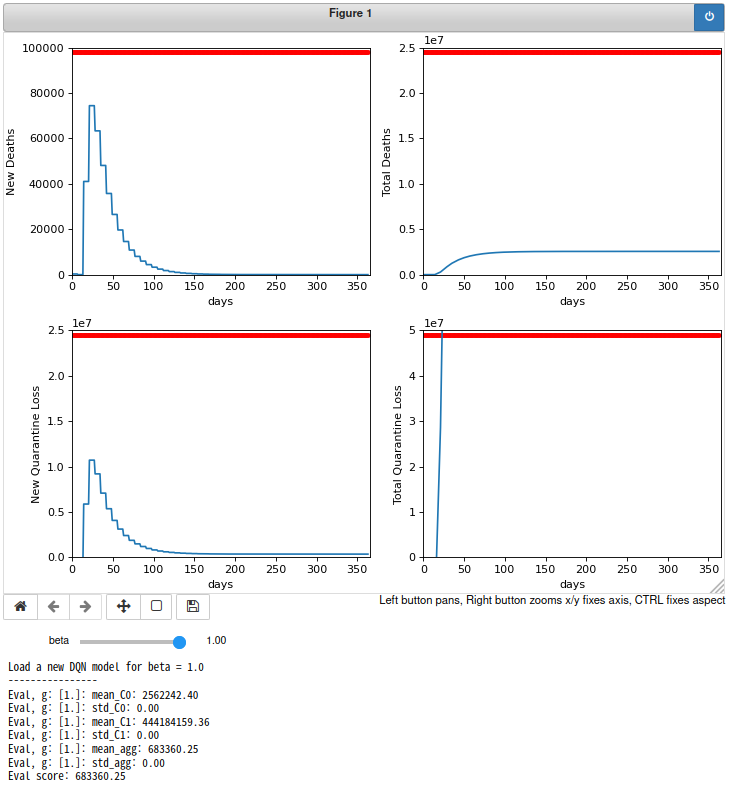 Figure 1
100000
80000
60000
40000
20000
0
New Deaths
0 50 100 150 200 250 300 350
days
1e7
2.5
2.0
1.5
1.0
0.5
0.0
Total Deaths
0 50 100 150 200 250 300 350
days
1e7
2.5
2.0
1.5
1.0
0.5
0.0
New Quarantine Loss
0 50 100 150 200 250 300 350
days
1e7
5
4
3
2
1
0
Total Quarantine Loss
0 50 100 150 200 250 300 350
days
Left button pans, Right button zooms x/y fixes axis, CTRL fixes aspect
beta 1.00
Load a new DQN model for beta = 1.0
----------------
Eval, g: [1.]: mean_C0: 2562242.40
Eval, g: [1.]: std_C0: 0.00
Eval, g: [1.]: mean_C1: 444184159.36
Eval, g: [1.]: std_C1: 0.00
Eval, g: [1.]: mean_agg: 683360.25
Eval, g: [1.]: std_agg: 0.00
Eval score: 683360.25